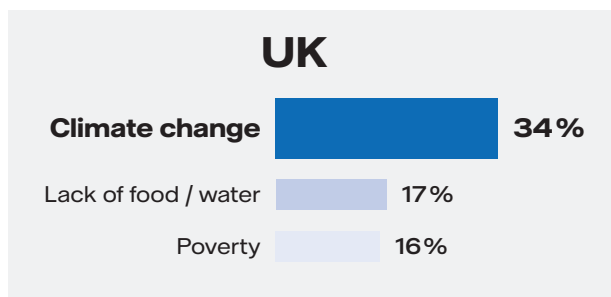 UK
Climate change 34%
Lack of food / water 17%
Poverty 16%